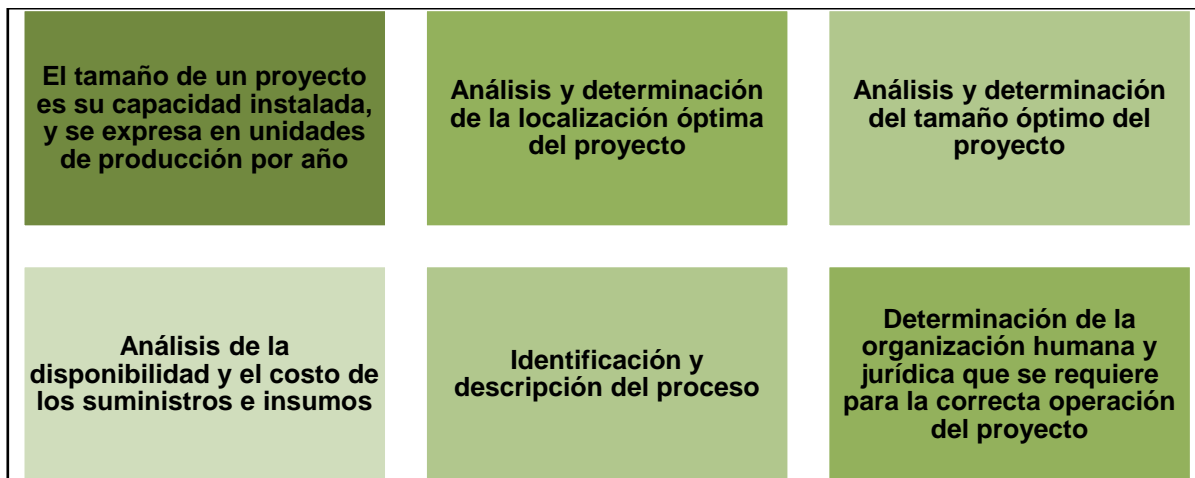 El tamaño de un proyecto
es su capacidad instalada,
y se expresa en unidades
de producción por año
Análisis y determinación
de la localización óptima
del proyecto
Análisis y determinación
del tamaño óptimo del
proyecto
Análisis de la
disponibilidad y el costo de
los suministros e insumos
Identificación y
descripción del proceso
Determinación de la
organización humana y
jurídica que se requiere
para la correcta operación
del proyecto